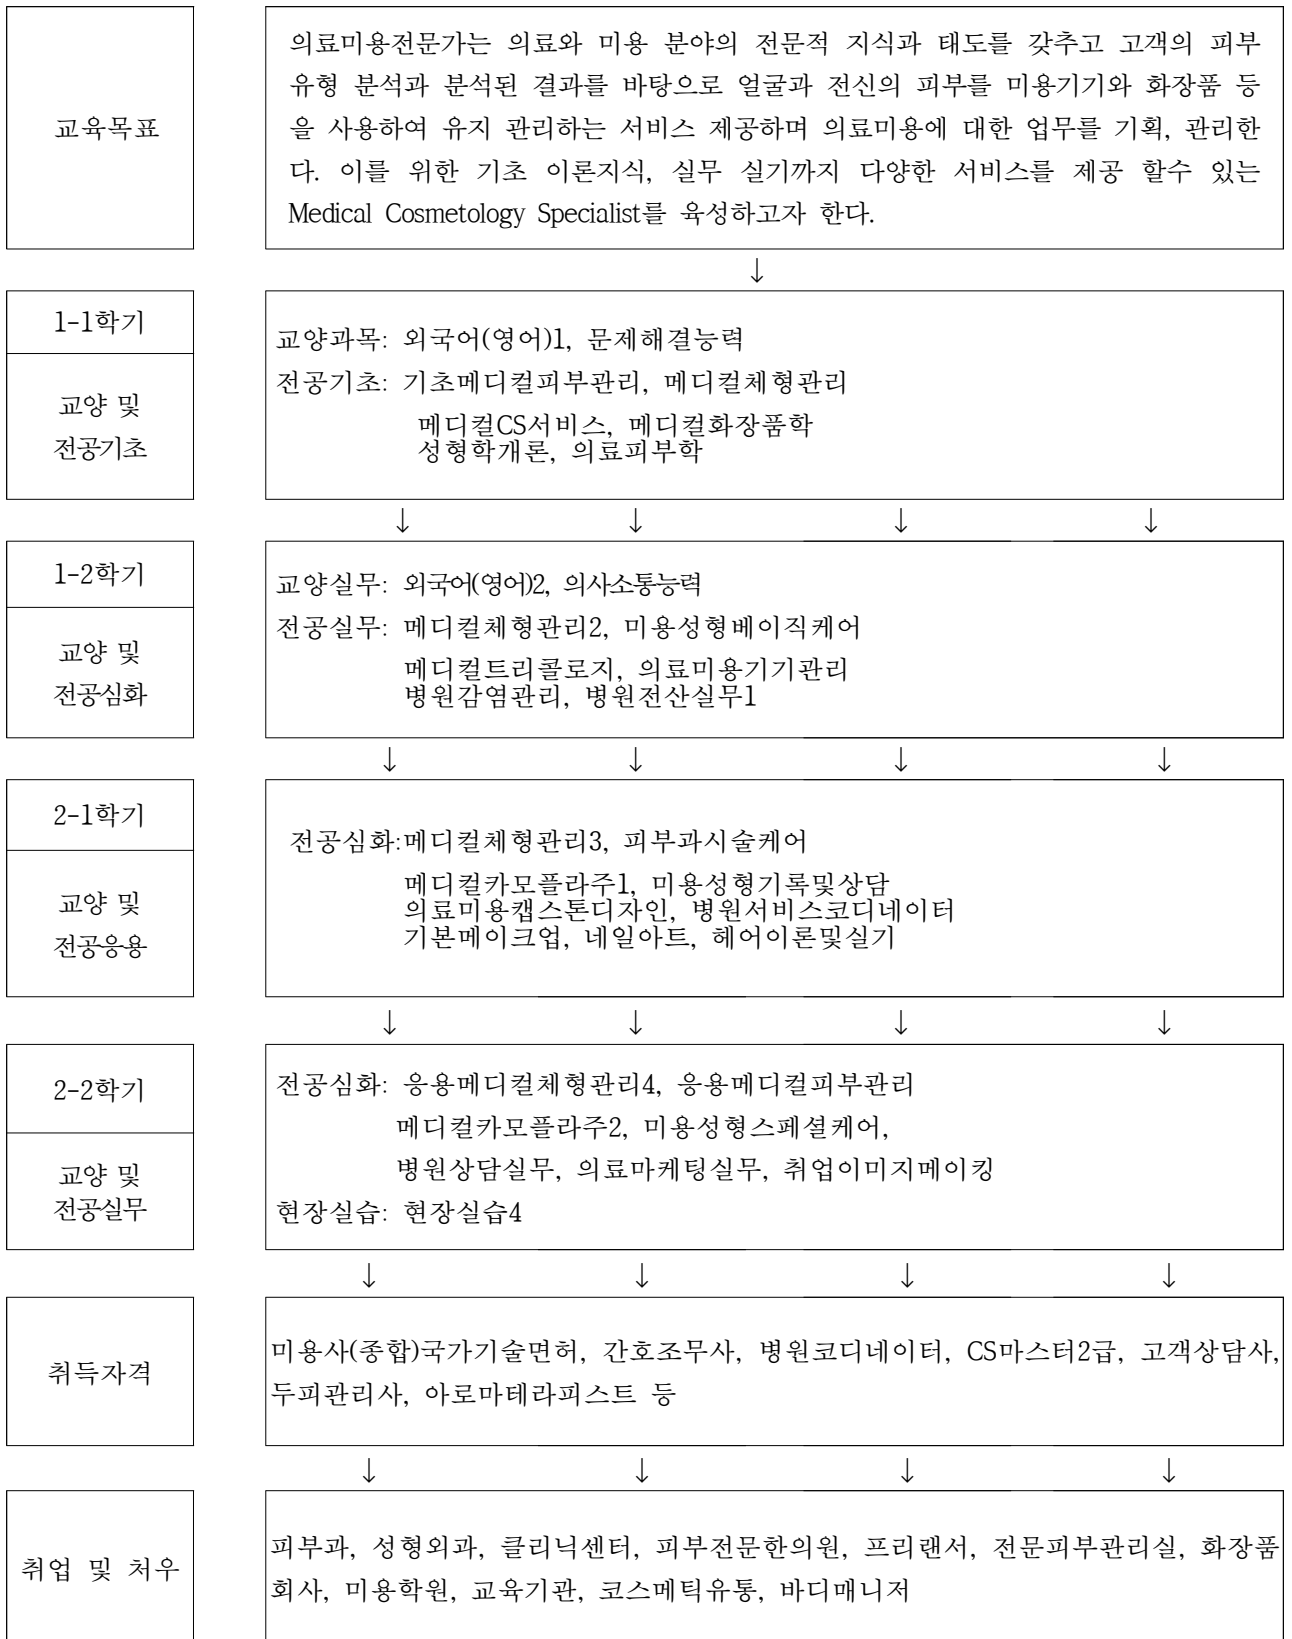 교육목표
의료미용전문가는 의료와 미용 분야의 전문적 지식과 태도를 갖추고 고객의 피부
유형 분석과 분석된 결과를 바탕으로 얼굴과 전신의 피부를 미용기기와 화장품 등
을 사용하여 유지 관리하는 서비스 제공하며 의료미용에 대한 업무를 기획, 관리한
다. 이를 위한 기초 이론지식, 실무 실기까지 다양한 서비스를 제공 할수 있는
Medical Cosmetology Specialist를 육성하고자 한다.
↓
1-1학기
교양 및
전공기초
교양과목: 외국어(영어)1, 문제해결능력
전공기초: 기초메디컬피부관리, 메디컬체형관리
메디컬CS서비스, 메디컬화장품학
성형학개론, 의료피부학
↓ ↓ ↓ ↓
1-2학기
교양 및
전공심화
교양실무: 외국어(영어)2, 의사소통능력
전공실무: 메디컬체형관리2, 미용성형베이직케어
메디컬트리콜로지, 의료미용기기관리
병원감염관리, 병원전산실무1
↓ ↓ ↓ ↓
2-1학기
교양 및
전공응용
전공심화:메디컬체형관리3, 피부과시술케어
메디컬카모플라주1, 미용성형기록및상담
의료미용캡스톤디자인, 병원서비스코디네이터
기본메이크업, 네일아트, 헤어이론및실기
↓ ↓ ↓ ↓
2-2학기
교양 및
전공실무
전공심화: 응용메디컬체형관리4, 응용메디컬피부관리
메디컬카모플라주2, 미용성형스페셜케어,
병원상담실무, 의료마케팅실무, 취업이미지메이킹
현장실습: 현장실습4
↓ ↓ ↓ ↓
취득자격
미용사(종합)국가기술면허, 간호조무사, 병원코디네이터, CS마스터2급, 고객상담사,
두피관리사, 아로마테라피스트 등
↓ ↓ ↓ ↓
취업 및 처우
피부과, 성형외과, 클리닉센터, 피부전문한의원, 프리랜서, 전문피부관리실, 화장품
회사, 미용학원, 교육기관, 코스메틱유통, 바디매니저